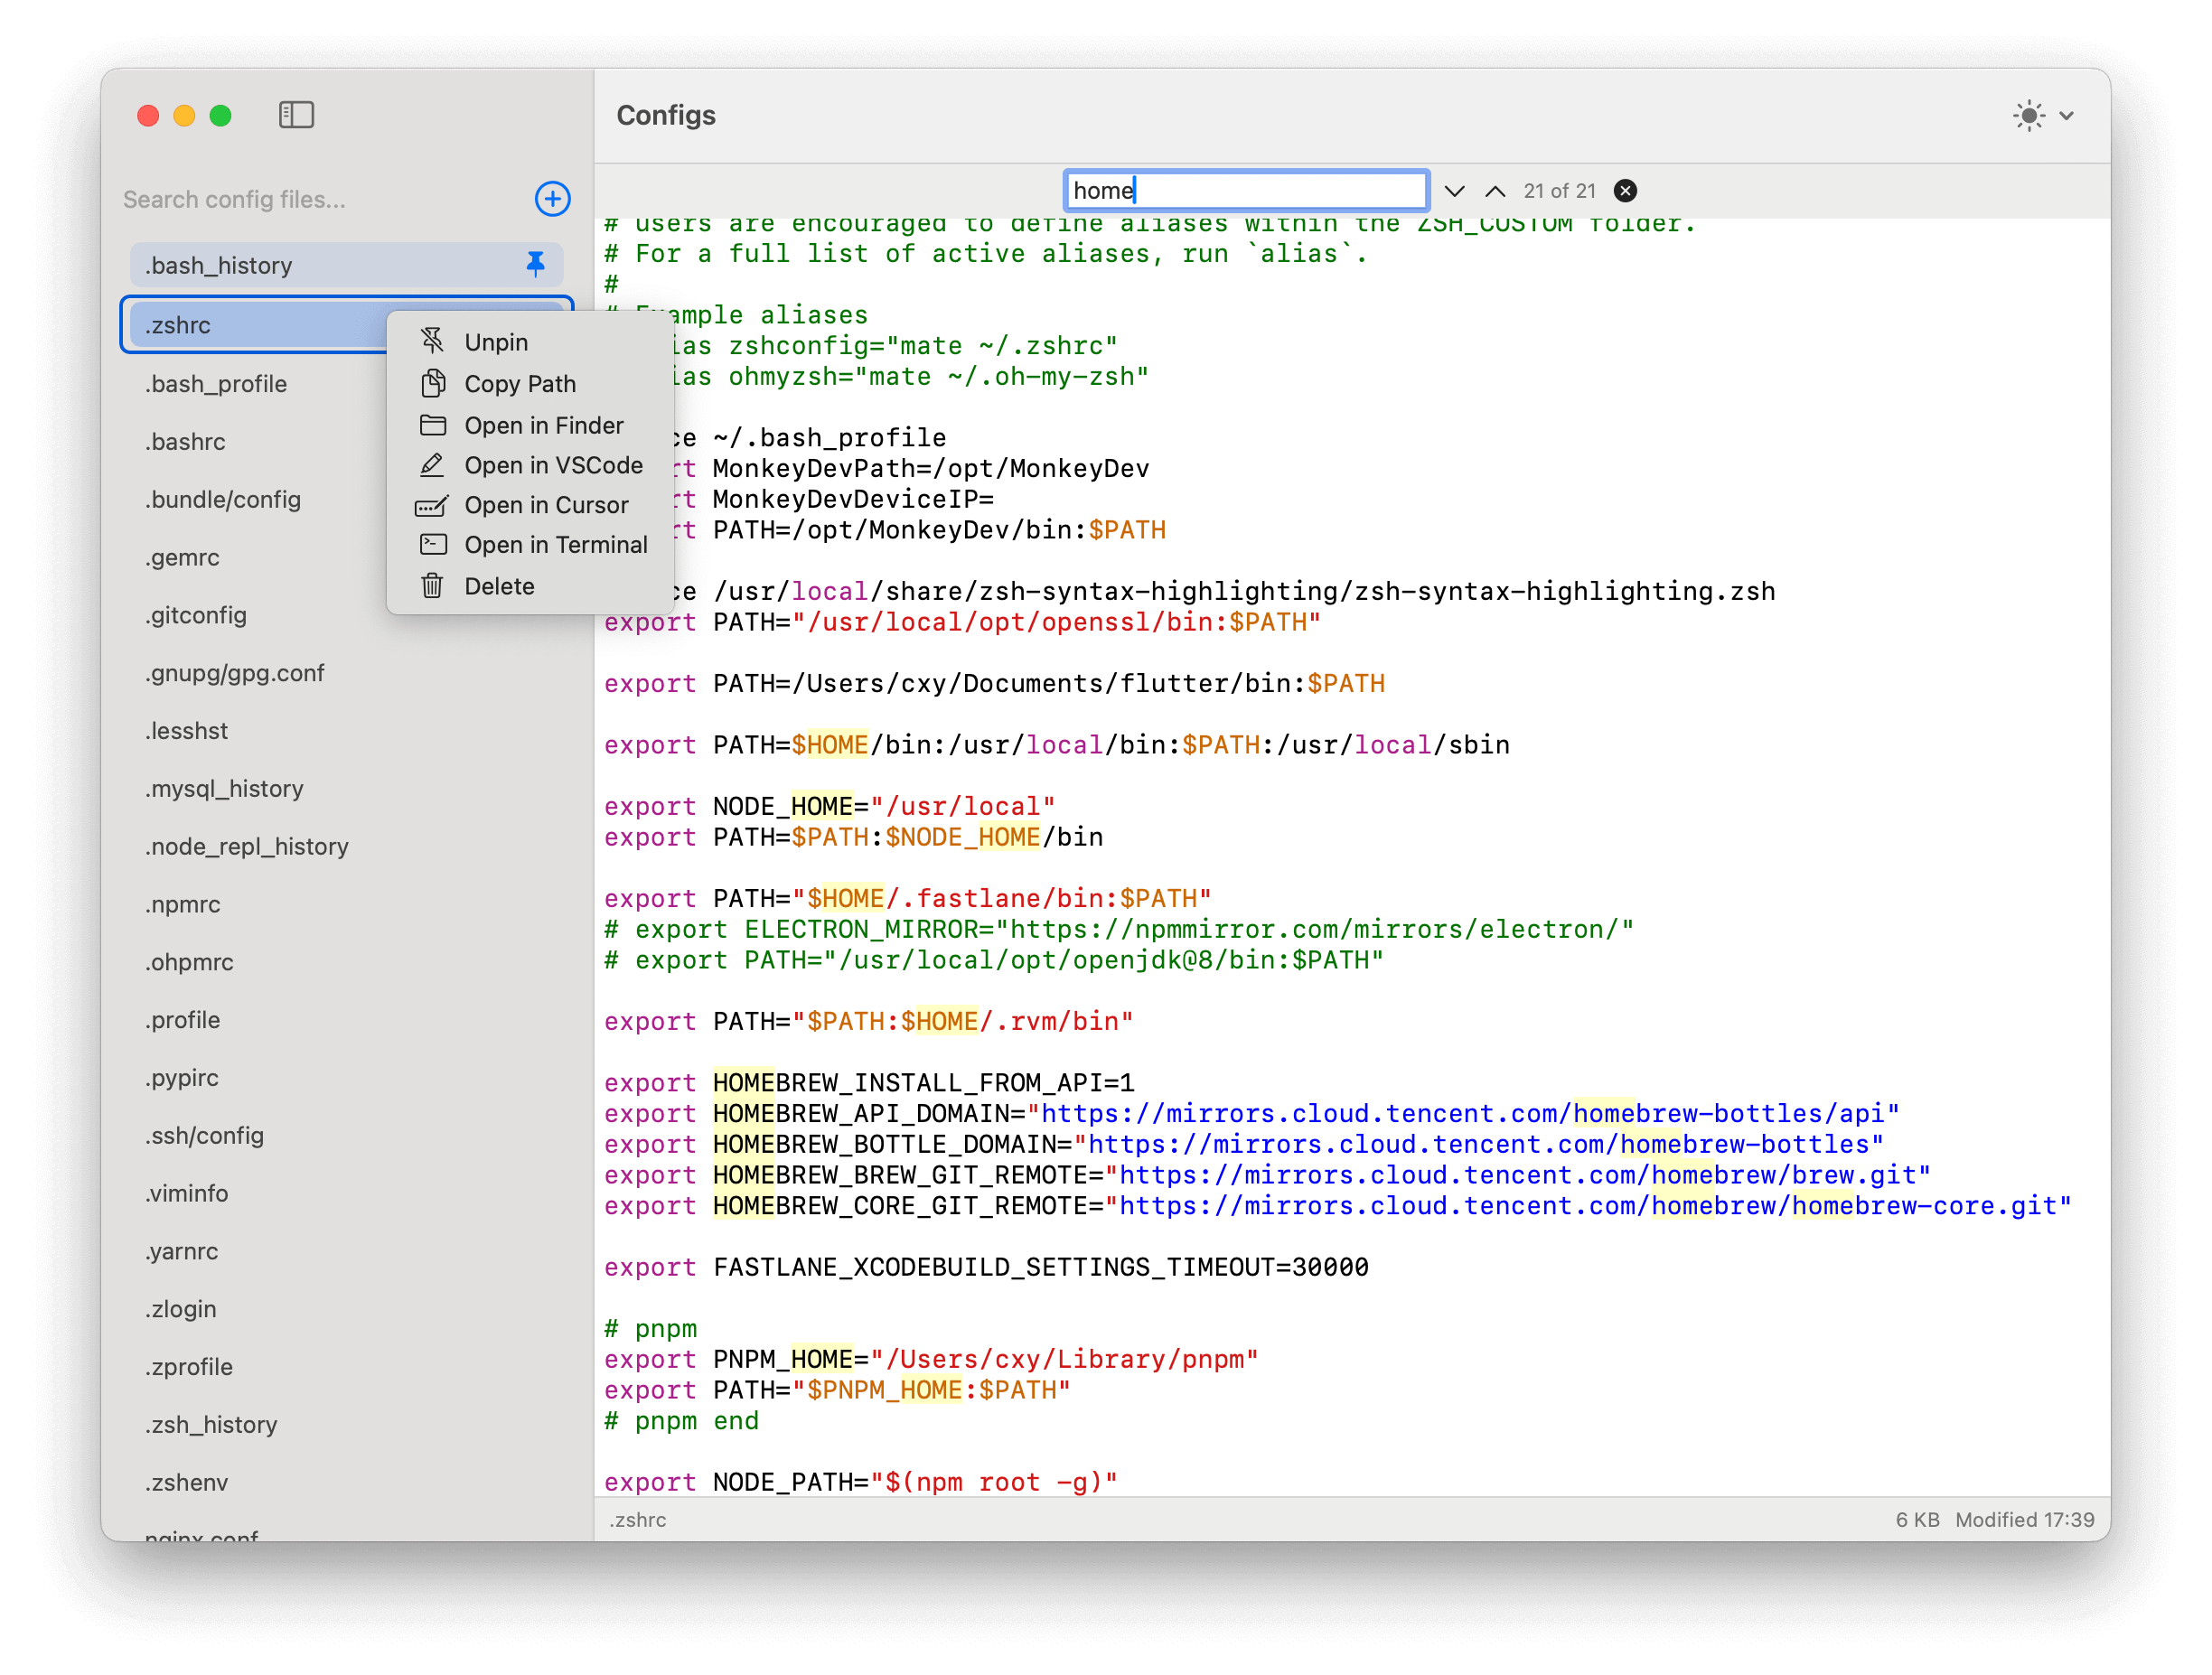 Configs
Search config files...
.bash_history
.zshrc
.bash_profile
.bashrc
.bundle/config
.gemrc
.gitconfig
.gnupg/gpg.conf
.lesshst
.mysql_history
.node_repl_history
.npmrc
.ohpmrc
.profile
.pypirc
.ssh/config
.viminfo
.yarnrc
.zlogin
.zprofile
.zsh_history
.zshenv
nginx.conf
Unpin
Copy Path
Open in Finder
Open in VSCode
Open in Cursor
Open in Terminal
Delete
home
21 of 21
# users are encouraged to define aliases within the ZSH_CUSTOM folder.
# For a full list of active aliases, run `alias`.
#
# Example aliases
ias zshconfig="mate ~/.zshrc"
ias ohmyzsh="mate ~/.oh-my-zsh"
ce ~/.bash_profile
rt MonkeyDevPath=/opt/MonkeyDev
rt MonkeyDevDeviceIP=
rt PATH=/opt/MonkeyDev/bin:$PATH
ce /usr/local/share/zsh-syntax-highlighting/zsh-syntax-highlighting.zsh
export PATH="/usr/local/opt/openssl/bin:$PATH"
export PATH=/Users/cxy/Documents/flutter/bin:$PATH
export PATH=$HOME/bin:/usr/local/bin:$PATH:/usr/local/sbin
export NODE_HOME="/usr/local"
export PATH=$PATH:$NODE_HOME/bin
export PATH="$HOME/.fastlane/bin:$PATH"
# export ELECTRON_MIRROR="https://npmmirror.com/mirrors/electron/"
# export PATH="/usr/local/opt/openjdk@8/bin:$PATH"
export PATH="$PATH:$HOME/.rvm/bin"
export HOMEBREW_INSTALL_FROM_API=1
export HOMEBREW_API_DOMAIN="https://mirrors.cloud.tencent.com/homebrew-bottles/api"
export HOMEBREW_BOTTLE_DOMAIN="https://mirrors.cloud.tencent.com/homebrew-bottles"
export HOMEBREW_BREW_GIT_REMOTE="https://mirrors.cloud.tencent.com/homebrew/brew.git"
export HOMEBREW_CORE_GIT_REMOTE="https://mirrors.cloud.tencent.com/homebrew/homebrew-core.git"
export FASTLANE_XCODEBUILD_SETTINGS_TIMEOUT=30000
# pnpm
export PNPM_HOME="/Users/cxy/Library/pnpm"
export PATH="$PNPM_HOME:$PATH"
# pnpm end
export NODE_PATH="$(npm root -g)"
.zshrc
6 KB Modified 17:39